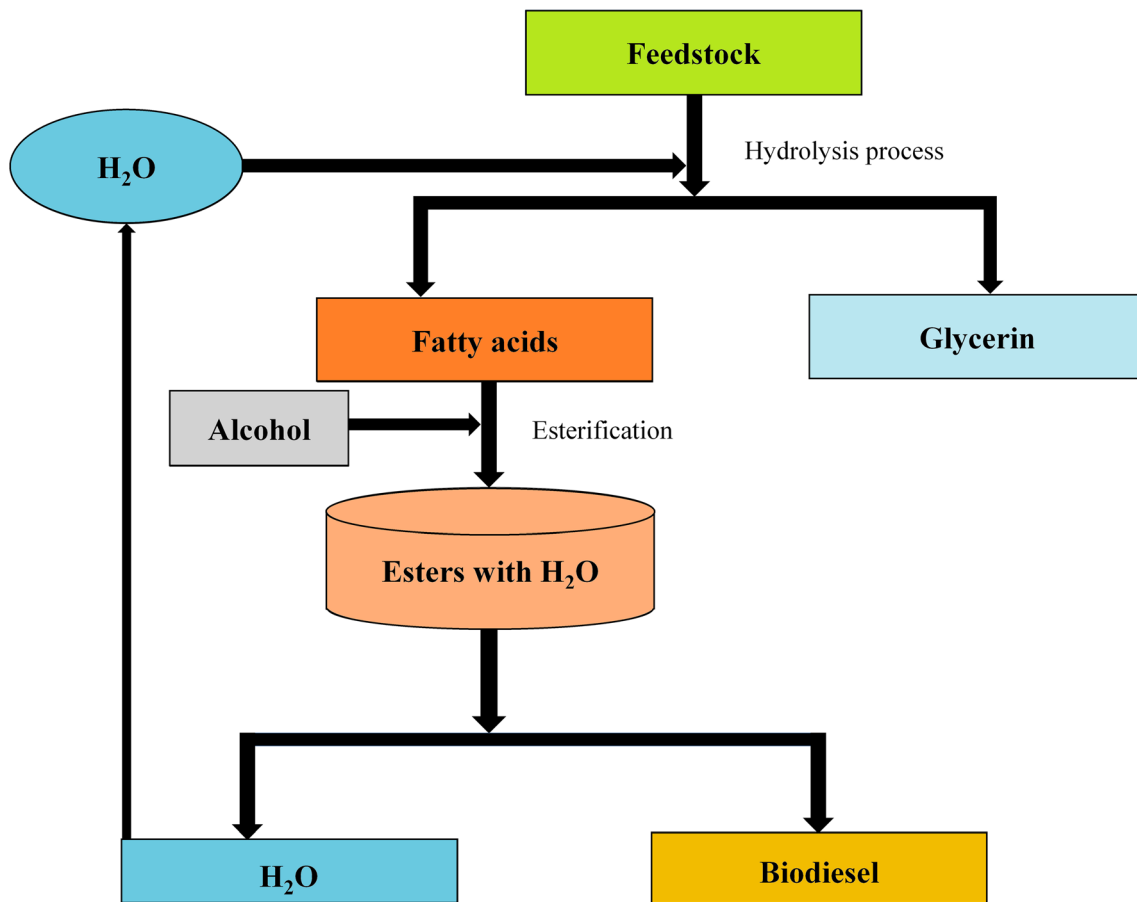 Feedstock
H₂O
Hydrolysis process
Fatty acids
Glycerin
Alcohol
Esterification
Esters with H₂O
H₂O
Biodiesel